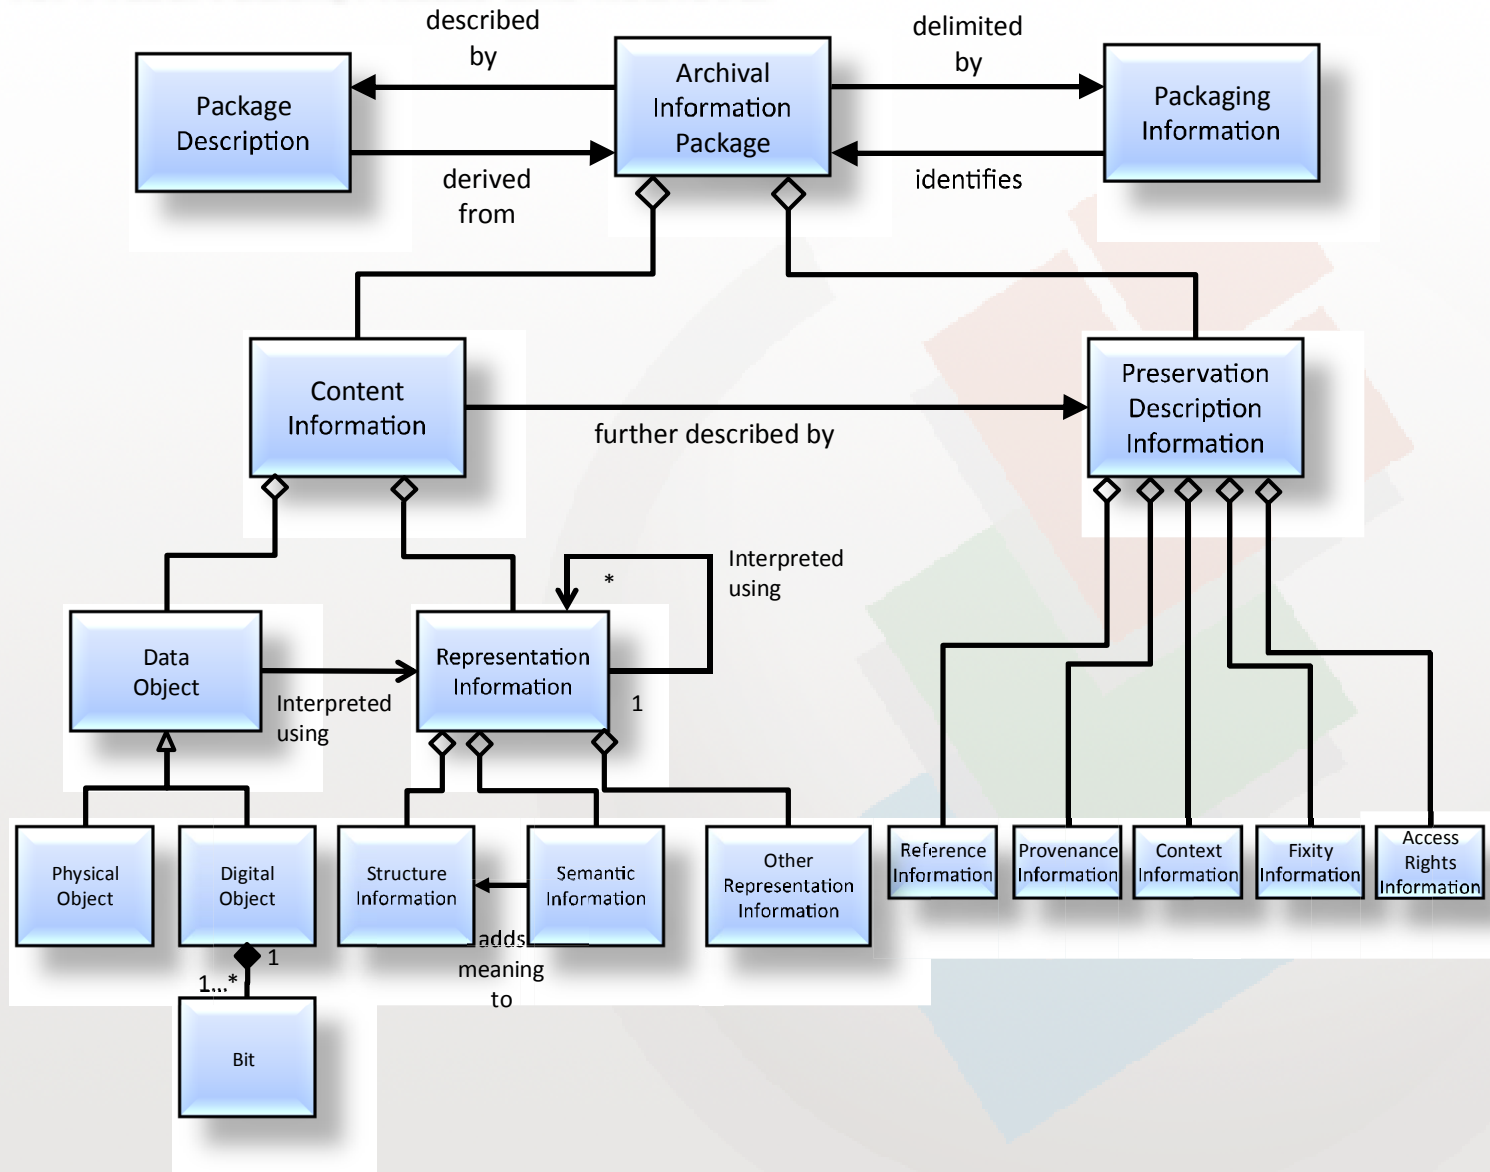 described
by
delimited
by
Package
Description
Archival
Information
Package
Packaging
Information
derived
from
identifies
Content
Information
further described by
Preservation
Description
Information
Interpreted
using
*
Data
Object
Interpreted
using
Representation
Information
1
Physical
Object
Digital
Object
Structure
Information
Semantic
Information
Other
Representation
Information
Reference
Information
Provenance
Information
Context
Information
Fixity
Information
Access
Rights
Information
adds
meaning
to
1
1...*
Bit